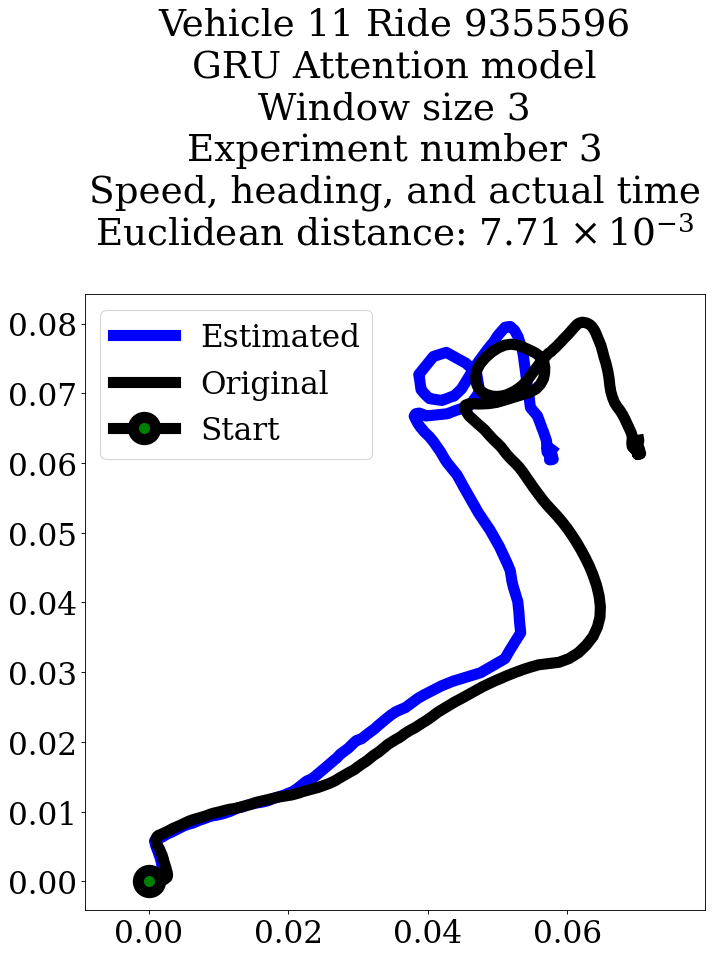 Vehicle 11 Ride 9355596
GRU Attention model
Window size 3
Experiment number 3
Speed, heading, and actual time
Euclidean distance: 7.71 × 10⁻³
Estimated
Original
Start
0.08
0.07
0.06
0.05
0.04
0.03
0.02
0.01
0.00
0.00 0.02 0.04 0.06